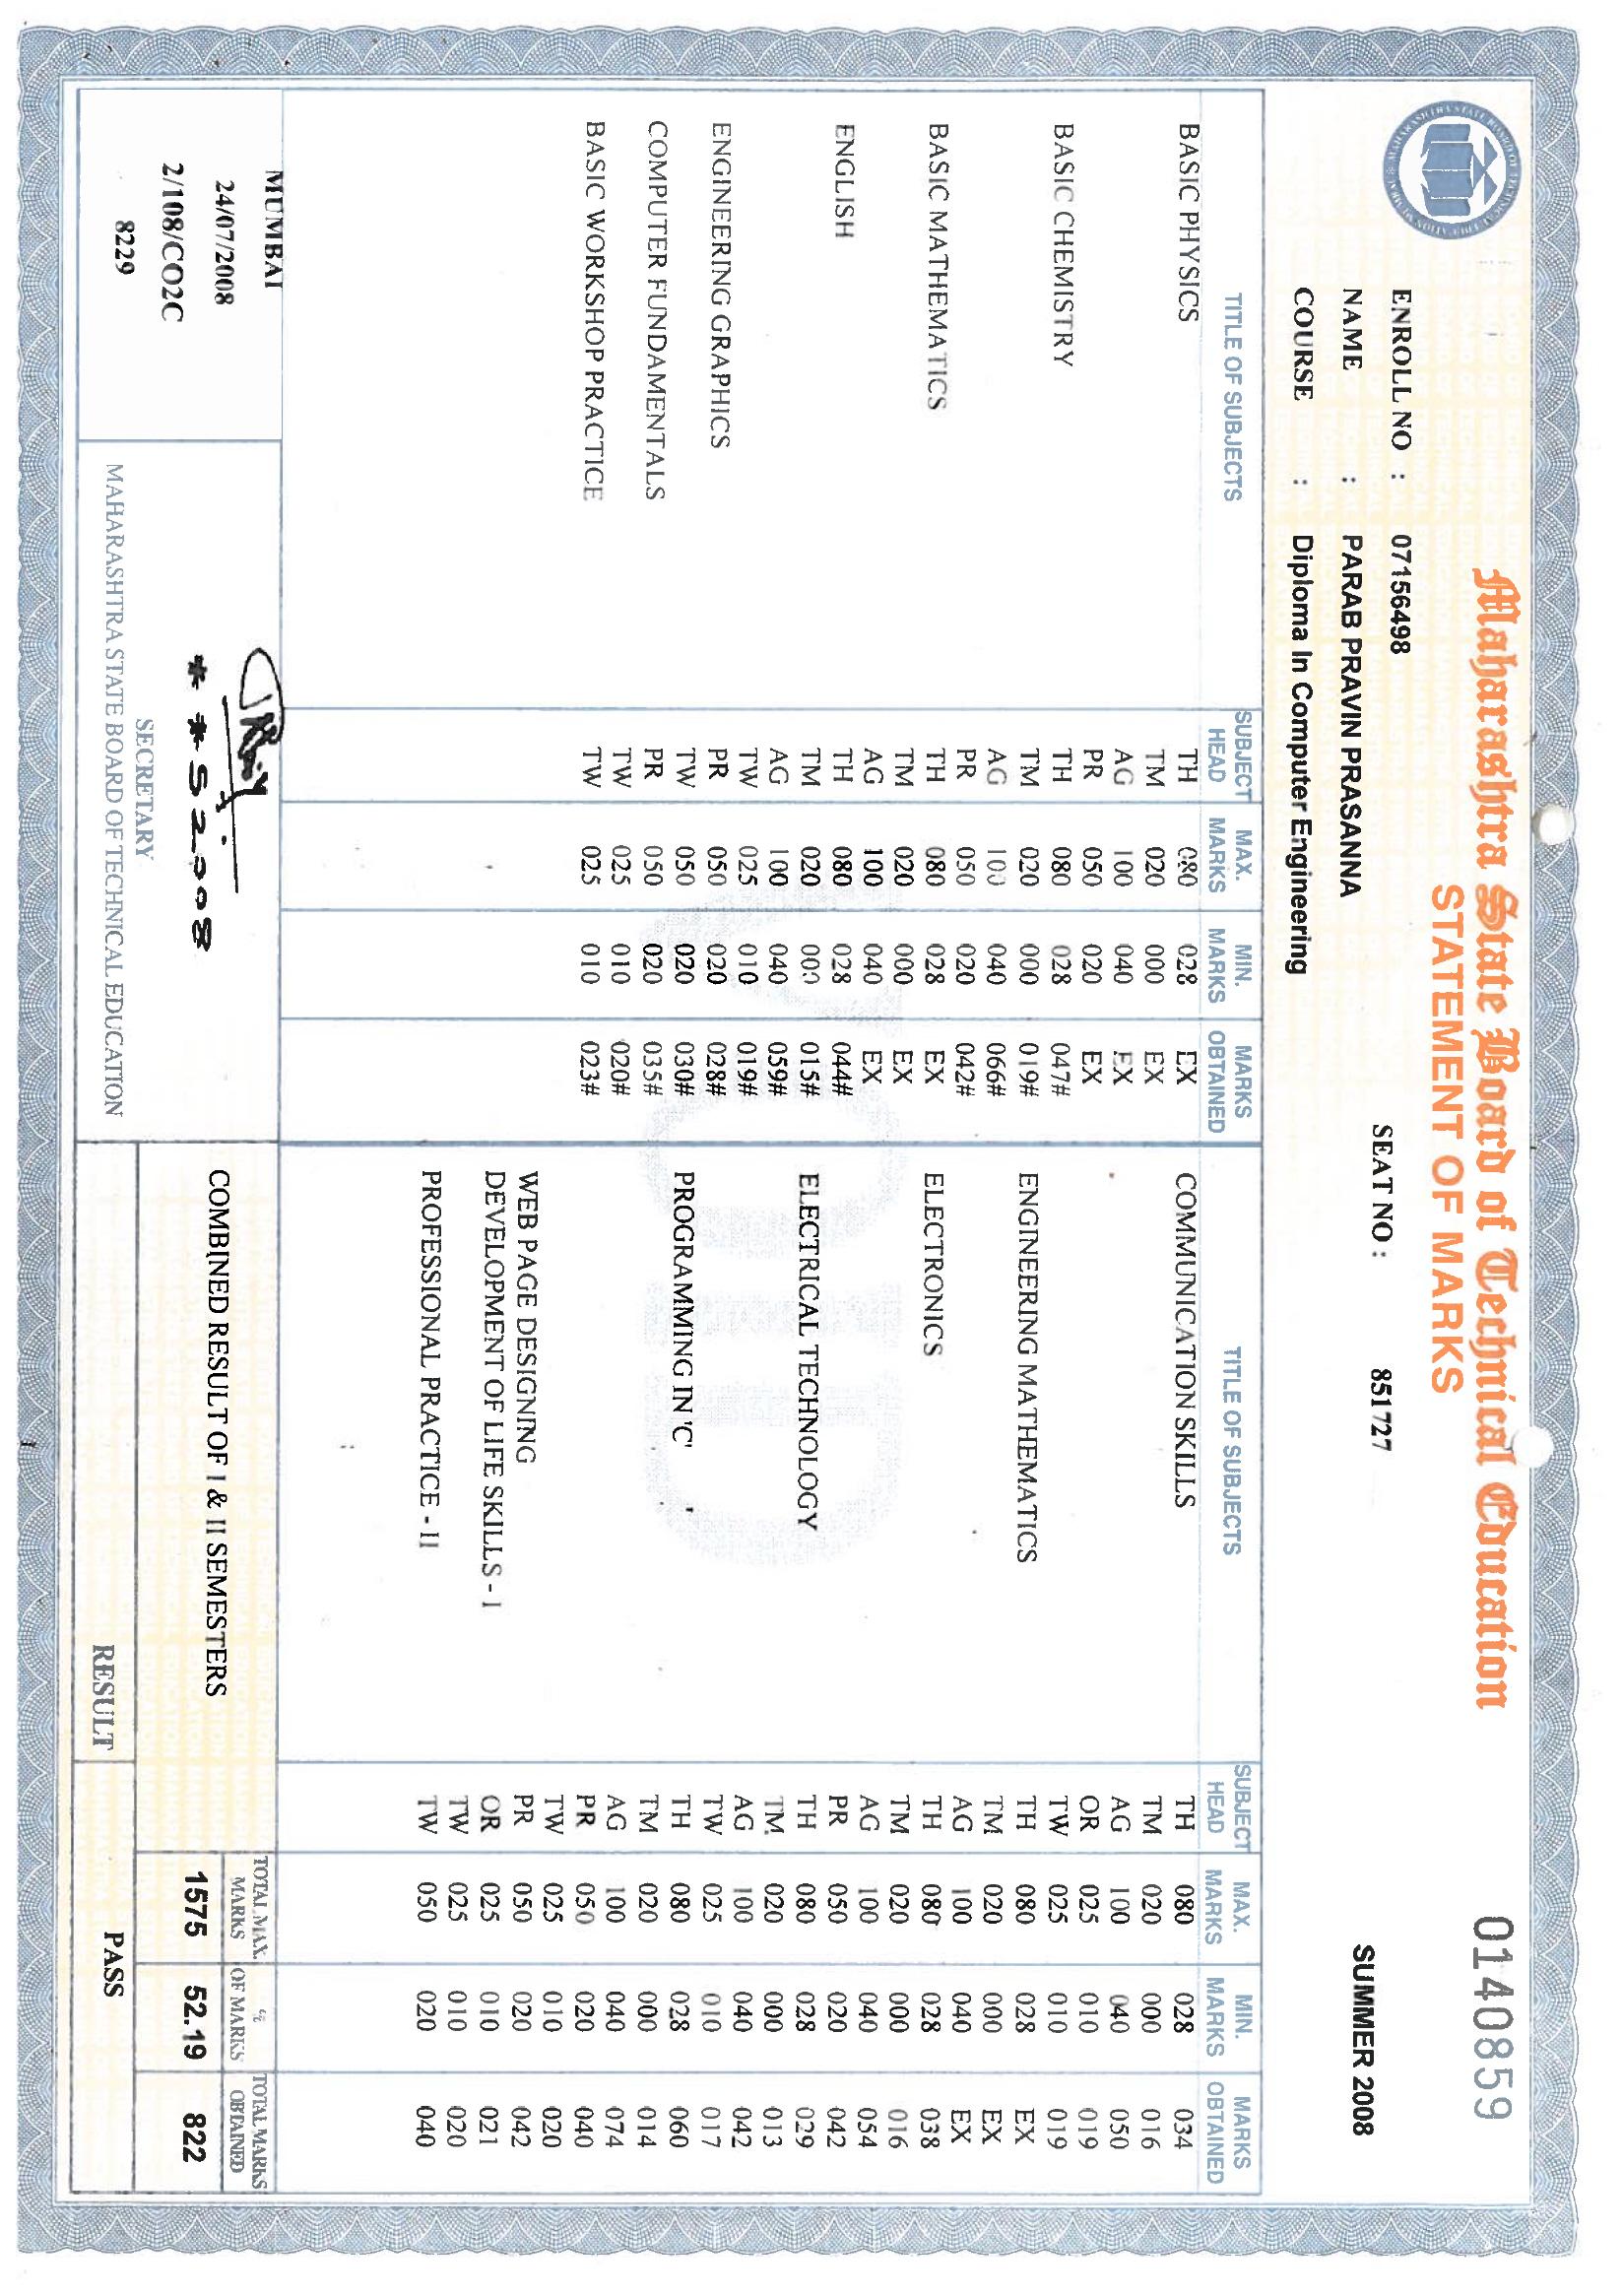 0140859
Maharashtra State Board of Technical Education
STATEMENT OF MARKS
ENROLL NO : 07156498 SEAT NO : 851727 SUMMER 2008
NAME : PARAB PRAVIN PRASANNA
COURSE : Diploma In Computer Engineering
TITLE OF SUBJECTS SUBJECT HEAD MAX. MARKS MIN. MARKS MARKS OBTAINED
BASIC PHYSICS TH 080 028 EX
TM 020 000 EX
AG 100 040 EX
PR 050 020 EX
BASIC CHEMISTRY TH 080 028 047#
TM 020 000 019#
AG 100 040 066#
PR 050 020 042#
BASIC MATHEMATICS TH 080 028 EX
TM 020 000 EX
AG 100 040 EX
ENGLISH TH 080 028 044#
TM 020 000 015#
AG 100 040 059#
TW 025 010 019#
ENGINEERING GRAPHICS PR 050 020 028#
TW 050 020 030#
COMPUTER FUNDAMENTALS PR 050 020 035#
TW 025 010 020#
BASIC WORKSHOP PRACTICE TW 025 010 023#
TITLE OF SUBJECTS SUBJECT HEAD MAX. MARKS MIN. MARKS MARKS OBTAINED
COMMUNICATION SKILLS TH 080 028 034
TM 020 000 016
AG 100 040 050
OR 025 010 019
TW 025 010 019
ENGINEERING MATHEMATICS TH 080 028 EX
TM 020 000 EX
AG 100 040 EX
ELECTRONICS TH 080 028 038
TM 020 000 016
AG 100 040 054
PR 050 020 042
ELECTRICAL TECHNOLOGY TH 080 028 029
TM 020 000 013
AG 100 040 042
TW 025 010 017
PROGRAMMING IN 'C' TH 080 028 060
TM 020 000 014
AG 100 040 074
PR 050 020 040
TW 025 010 020
WEB PAGE DESIGNING PR 050 020 042
DEVELOPMENT OF LIFE SKILLS - I OR 025 010 021
TW 025 010 020
PROFESSIONAL PRACTICE - II TW 050 020 040
MUMBAI
24/07/2008
2/108/CO2C
8229
* * S 2008
SECRETARY
MAHARASHTRA STATE BOARD OF TECHNICAL EDUCATION
TOTAL MAX. MARKS % OF MARKS TOTAL MARKS OBTAINED
COMBINED RESULT OF I & II SEMESTERS 1575 52.19 822
RESULT PASS